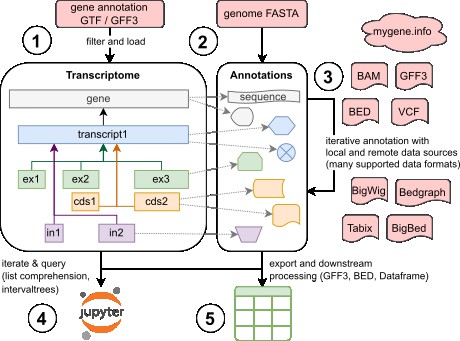 gene annotation
GTF / GFF3
genome FASTA
mygene.info
1
filter and load
2
3
Transcriptome
Annotations
BAM
GFF3
gene
sequence
BED
VCF
transcript1
iterative annotation with
local and remote data sources
(many supported data formats)
ex1
ex2
ex3
cds1
cds2
BigWig
Bedgraph
in1
in2
Tabix
BigBed
iterate & query
(list comprehension,
intervaltrees)
export and downstream
processing (GFF3, BED, Dataframe)
4
jupyter
5